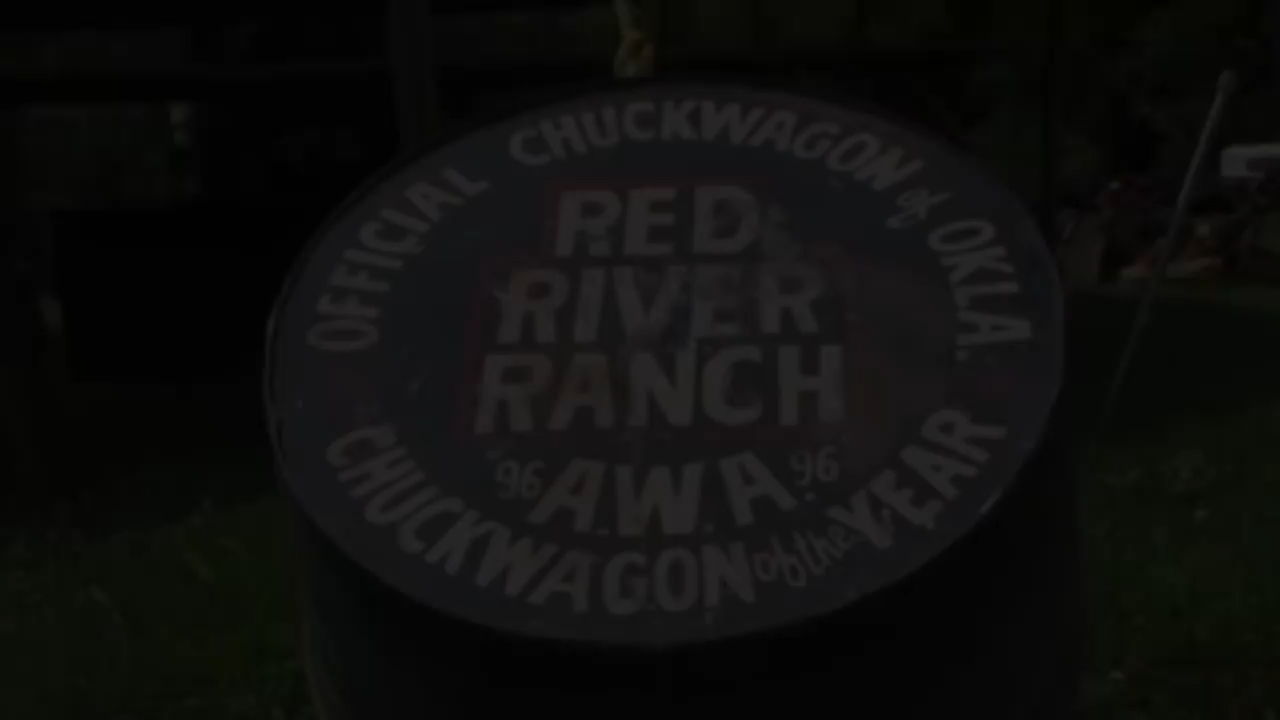 OFFICIAL CHUCKWAGON of OKLA.
RED
RIVER
RANCH
'96 A.W.A. '96
CHUCKWAGON of the YEAR